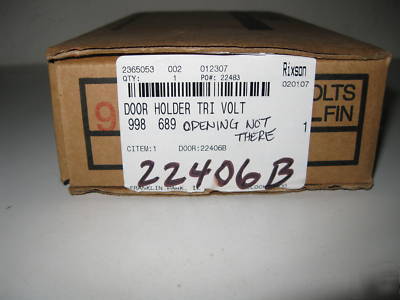 2365053 002 012307 Rixson
QTY: 1 PO#: 22483
020107
DOOR HOLDER TRI VOLT
998 689 OPENING NOT THERE 1
CITEM:1 DOOR:22406B
22406B
FRANKLIN PARK, IL
9
OLTS
FIN